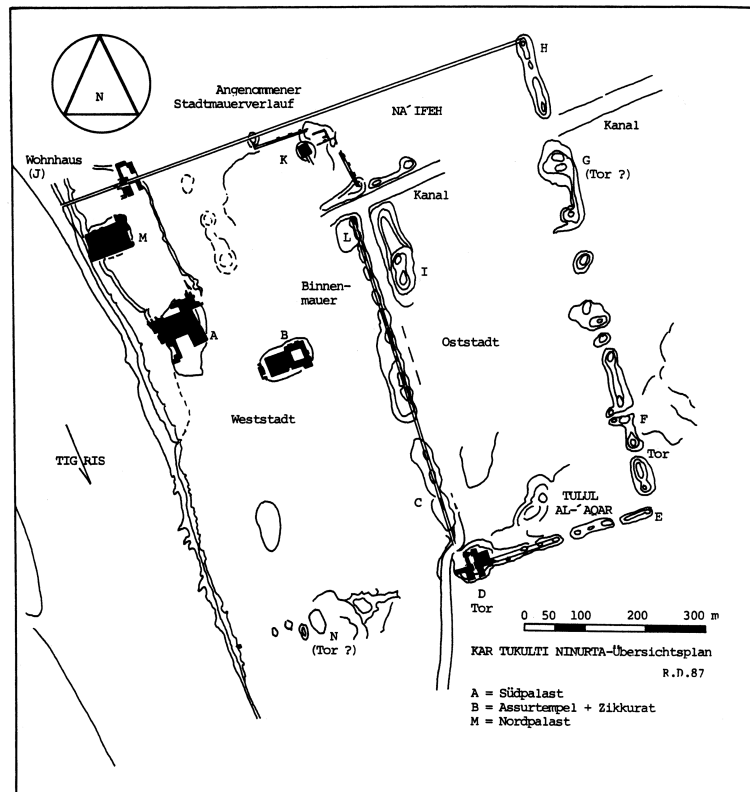 H
N
Angenommener
Stadtmauerverlauf
NA´IFEH
Kanal
Wohnhaus
(J)
K
G
(Tor ?)
Kanal
M
L
I
Binnen-
mauer
A
B
Oststadt
Weststadt
F
Tor
TIGRIS
TULUL
AL-´AQAR
C
E
D
Tor
N
(Tor ?)
0 50 100 200 300 m
KAR TUKULTI NINURTA-Übersichtsplan
R.D.87
A = Südpalast
B = Assurtempel + Zikkurat
M = Nordpalast